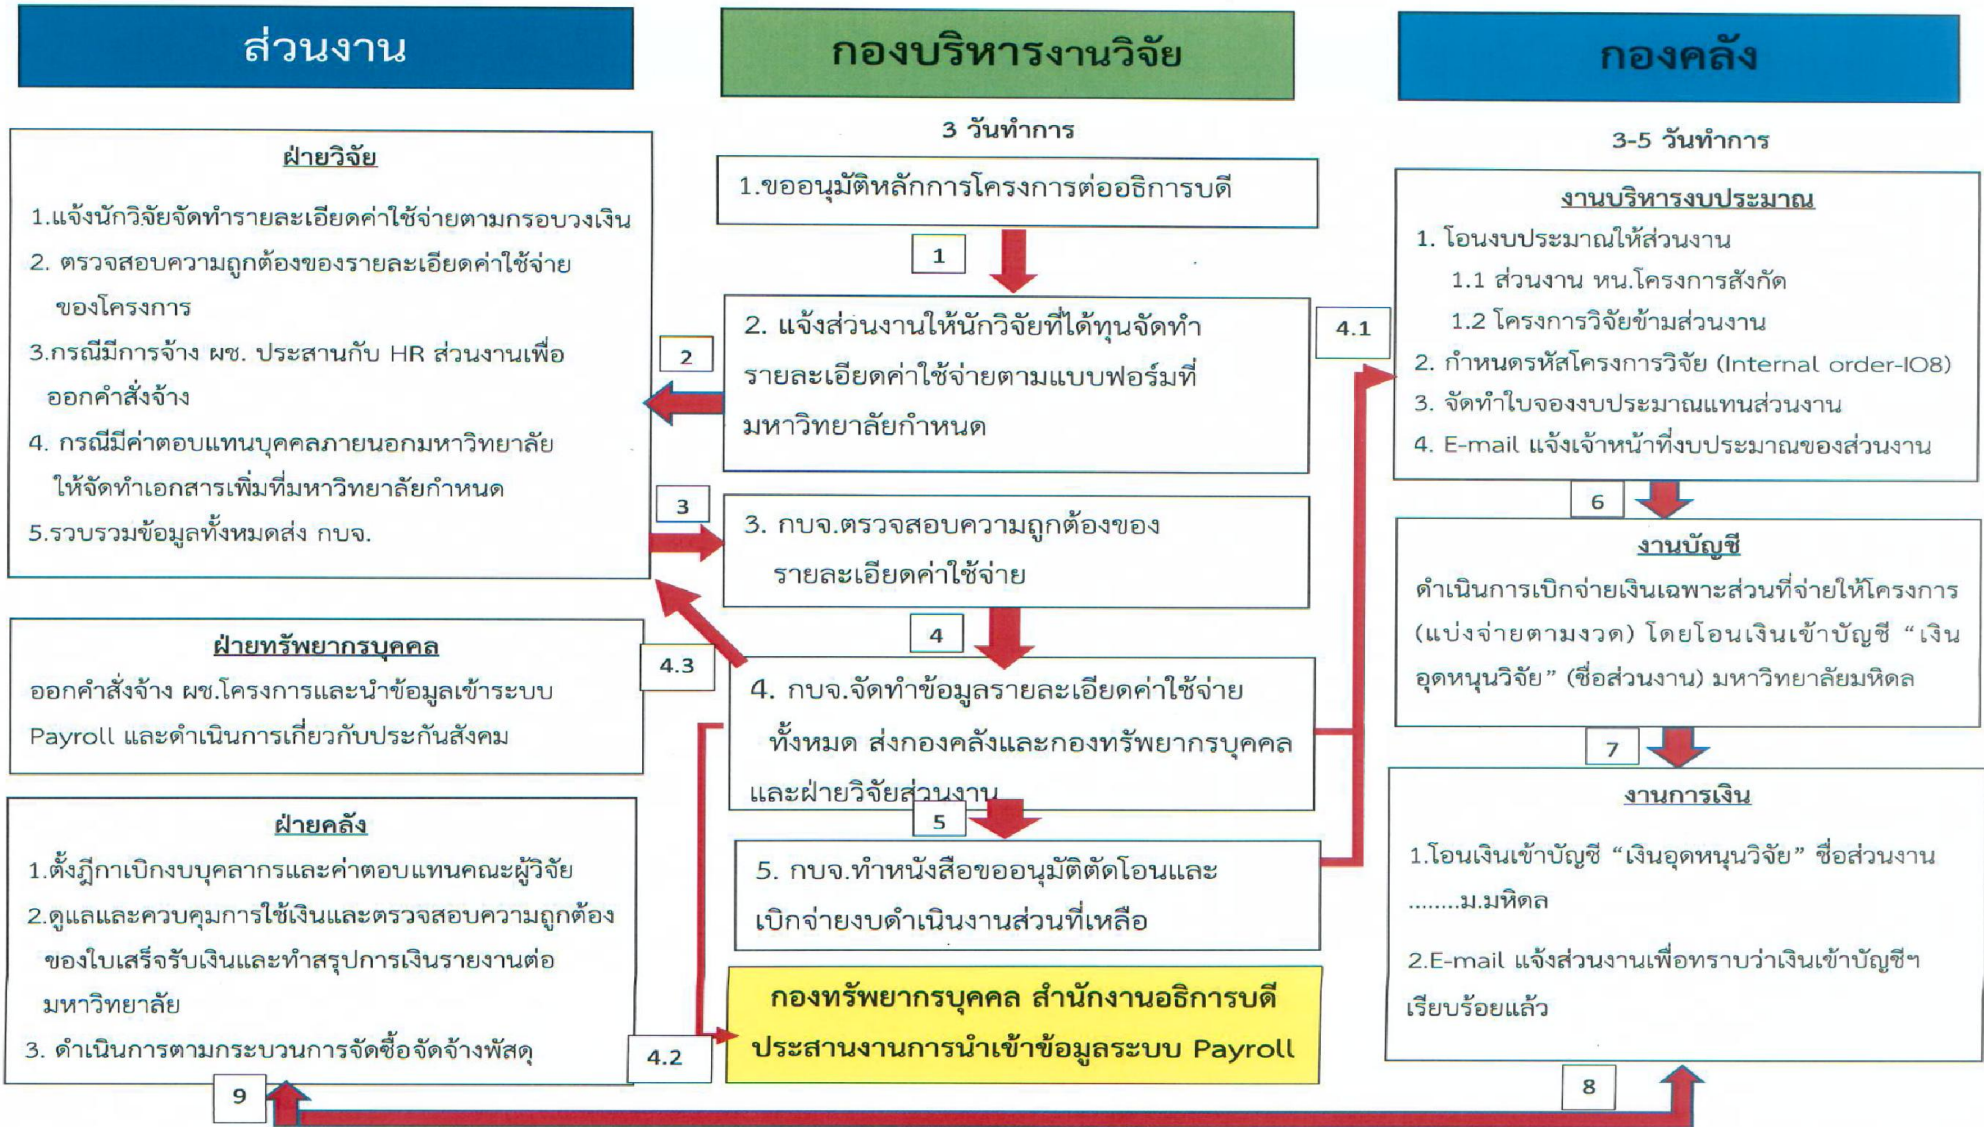 ส่วนงาน
ฝ่ายวิจัย
1.แจ้งนักวิจัยจัดทำรายละเอียดค่าใช้จ่ายตามกรอบวงเงิน
2. ตรวจสอบความถูกต้องของรายละเอียดค่าใช้จ่าย
ของโครงการ
3.กรณีมีการจ้าง ผช. ประสานกับ HR ส่วนงานเพื่อ
ออกคำสั่งจ้าง
4. กรณีมีค่าตอบแทนบุคคลภายนอกมหาวิทยาลัย
ให้จัดทำเอกสารเพิ่มที่มหาวิทยาลัยกำหนด
5.รวบรวมข้อมูลทั้งหมดส่ง กบจ.
ฝ่ายทรัพยากรบุคคล
ออกคำสั่งจ้าง ผช.โครงการและนำข้อมูลเข้าระบบ
Payroll และดำเนินการเกี่ยวกับประกันสังคม
ฝ่ายคลัง
1.ตั้งฎีกาเบิกงบบุคลากรและค่าตอบแทนคณะผู้วิจัย
2.ดูแลและควบคุมการใช้เงินและตรวจสอบความถูกต้อง
ของใบเสร็จรับเงินและทำสรุปการเงินรายงานต่อ
มหาวิทยาลัย
3. ดำเนินการตามกระบวนการจัดซื้อจัดจ้างพัสดุ
9
กองบริหารงานวิจัย
3 วันทำการ
1.ขออนุมัติหลักการโครงการต่ออธิการบดี
1
2. แจ้งส่วนงานให้นักวิจัยที่ได้ทุนจัดทำ
รายละเอียดค่าใช้จ่ายตามแบบฟอร์มที่
มหาวิทยาลัยกำหนด
2
3
3. กบจ.ตรวจสอบความถูกต้องของ
รายละเอียดค่าใช้จ่าย
4
4.3
4. กบจ.จัดทำข้อมูลรายละเอียดค่าใช้จ่าย
ทั้งหมด ส่งกองคลังและกองทรัพยากรบุคคล
และฝ่ายวิจัยส่วนงาน
5
5. กบจ.ทำหนังสือขออนุมัติตัดโอนและ
เบิกจ่ายงบดำเนินงานส่วนที่เหลือ
กองทรัพยากรบุคคล สำนักงานอธิการบดี
ประสานงานการนำเข้าข้อมูลระบบ Payroll
4.2
กองคลัง
3-5 วันทำการ
4.1
งานบริหารงบประมาณ
1. โอนงบประมาณให้ส่วนงาน
1.1 ส่วนงาน หน.โครงการสังกัด
1.2 โครงการวิจัยข้ามส่วนงาน
2. กำหนดรหัสโครงการวิจัย (Internal order-IO8)
3. จัดทำใบจองงบประมาณแทนส่วนงาน
4. E-mail แจ้งเจ้าหน้าที่งบประมาณของส่วนงาน
6
งานบัญชี
ดำเนินการเบิกจ่ายเงินเฉพาะส่วนที่จ่ายให้โครงการ
(แบ่งจ่ายตามงวด) โดยโอนเงินเข้าบัญชี “เงิน
อุดหนุนวิจัย” (ชื่อส่วนงาน) มหาวิทยาลัยมหิดล
7
งานการเงิน
1.โอนเงินเข้าบัญชี “เงินอุดหนุนวิจัย” ชื่อส่วนงาน
........ม.มหิดล
2.E-mail แจ้งส่วนงานเพื่อทราบว่าเงินเข้าบัญชีฯ
เรียบร้อยแล้ว
8